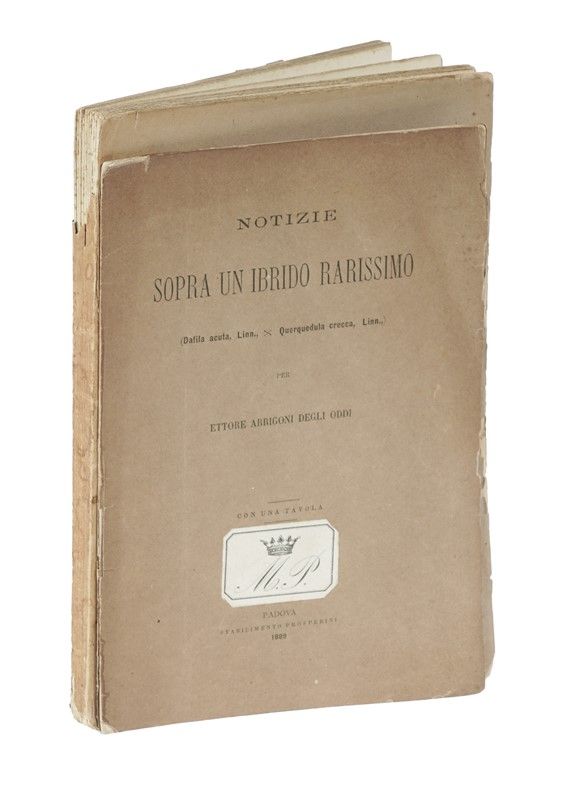 NOTIZIE
SOPRA UN IBRIDO RARISSIMO
(Dafila acuta, Linn., × Querquedula crecca, Linn.,)
PER
ETTORE ARRIGONI DEGLI ODDI
CON UNA TAVOLA
M. P.
PADOVA
STABILIMENTO PROSPERINI
1889